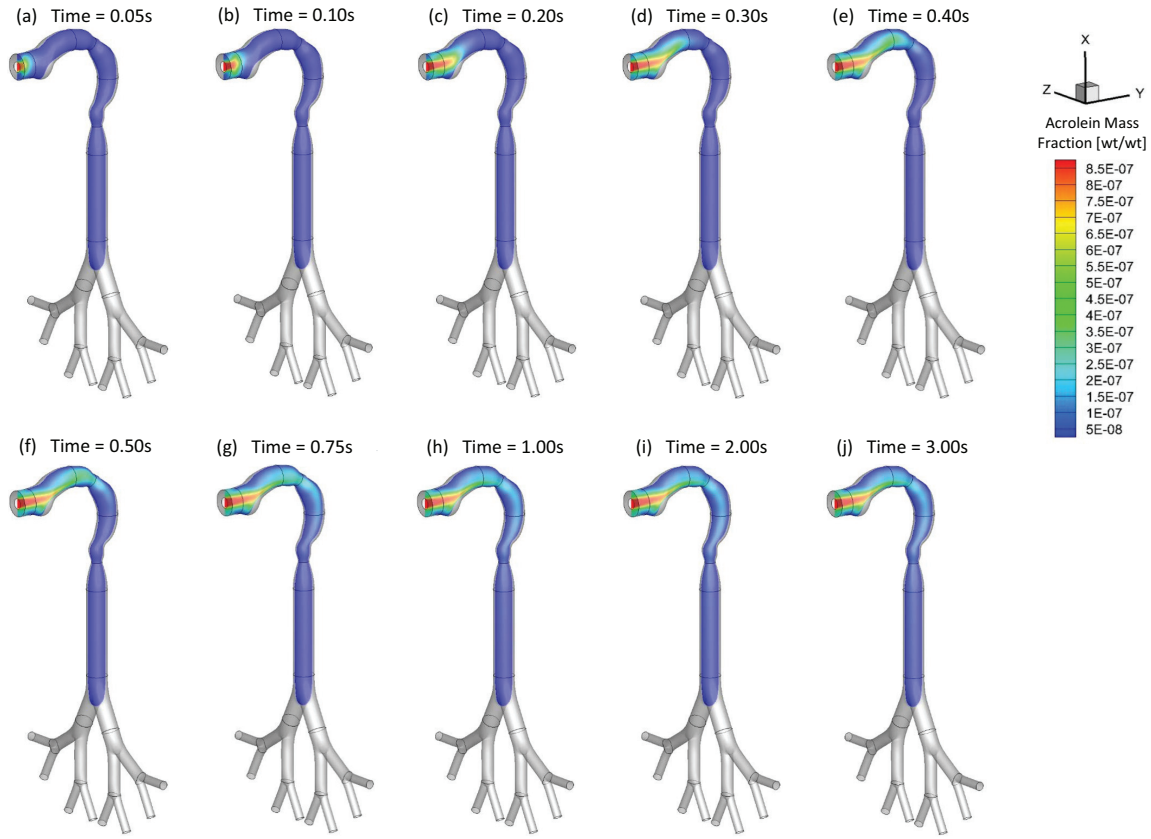 (a) Time = 0.05s
(b) Time = 0.10s
(c) Time = 0.20s
(d) Time = 0.30s
(e) Time = 0.40s
X
Z
Y
Acrolein Mass
Fraction [wt/wt]
8.5E-07
8E-07
7.5E-07
7E-07
6.5E-07
6E-07
5.5E-07
5E-07
4.5E-07
4E-07
3.5E-07
3E-07
2.5E-07
2E-07
1.5E-07
1E-07
5E-08
(f) Time = 0.50s
(g) Time = 0.75s
(h) Time = 1.00s
(i) Time = 2.00s
(j) Time = 3.00s